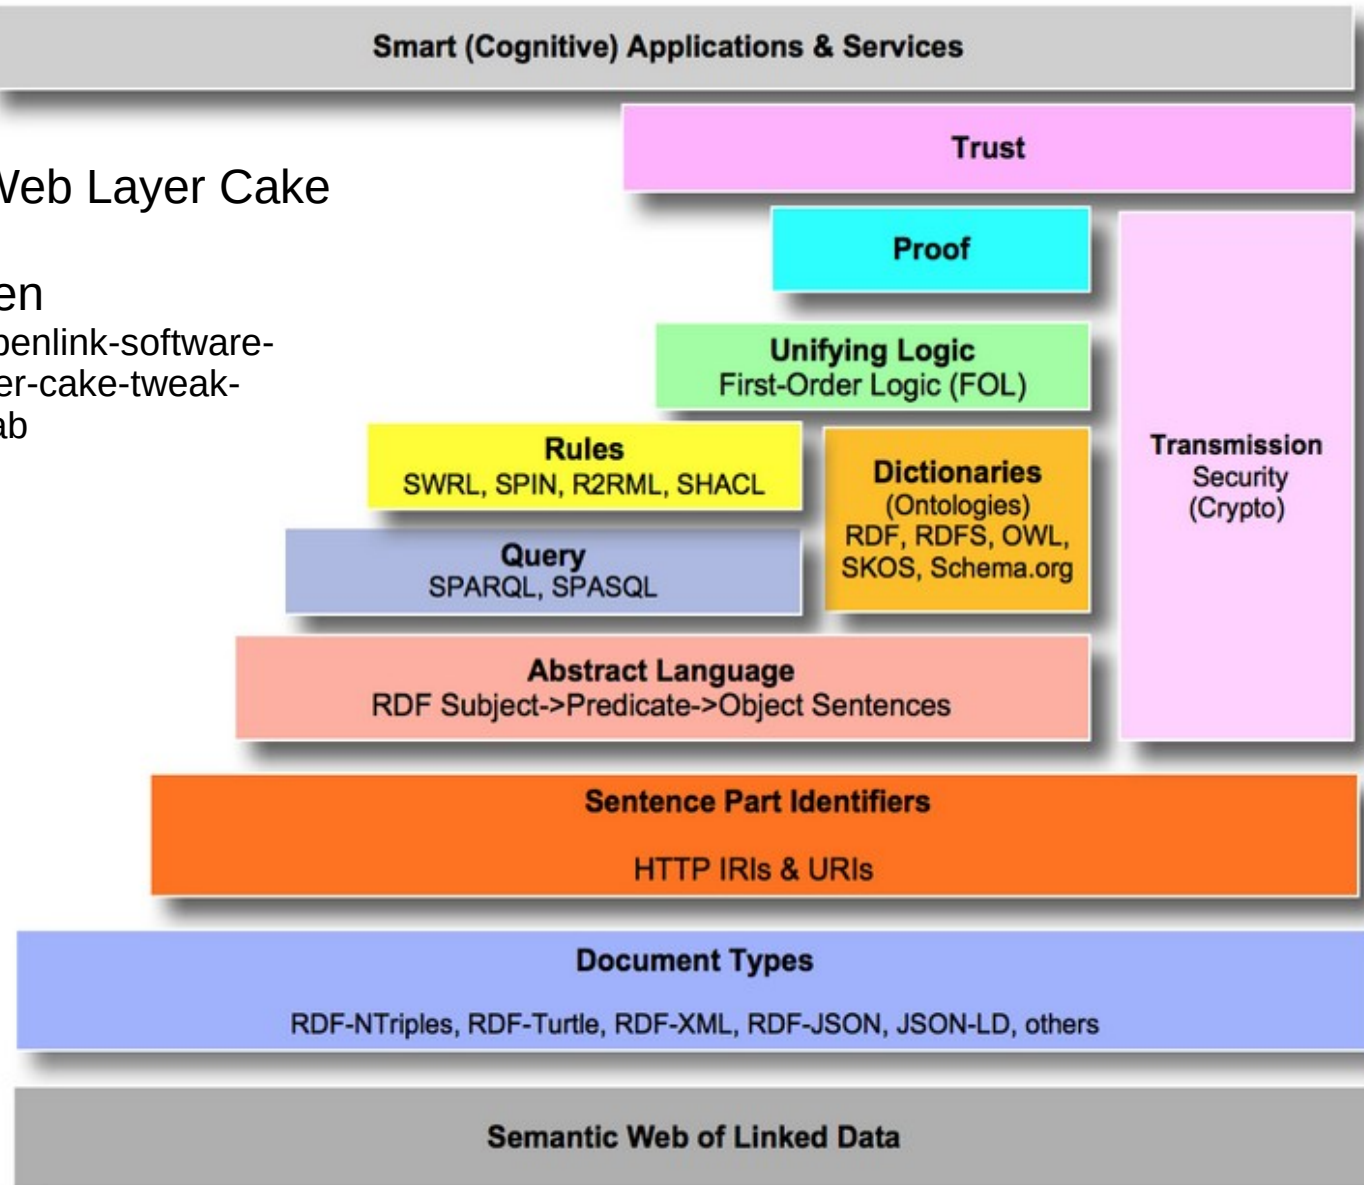 Smart (Cognitive) Applications & Services
Trust
Web Layer Cake
Proof
en
penlink-software-
er-cake-tweak-
ab
Unifying Logic
First-Order Logic (FOL)
Rules
SWRL, SPIN, R2RML, SHACL
Dictionaries
(Ontologies)
RDF, RDFS, OWL,
SKOS, Schema.org
Transmission
Security
(Crypto)
Query
SPARQL, SPASQL
Abstract Language
RDF Subject->Predicate->Object Sentences
Sentence Part Identifiers
HTTP IRIs & URIs
Document Types
RDF-NTriples, RDF-Turtle, RDF-XML, RDF-JSON, JSON-LD, others
Semantic Web of Linked Data